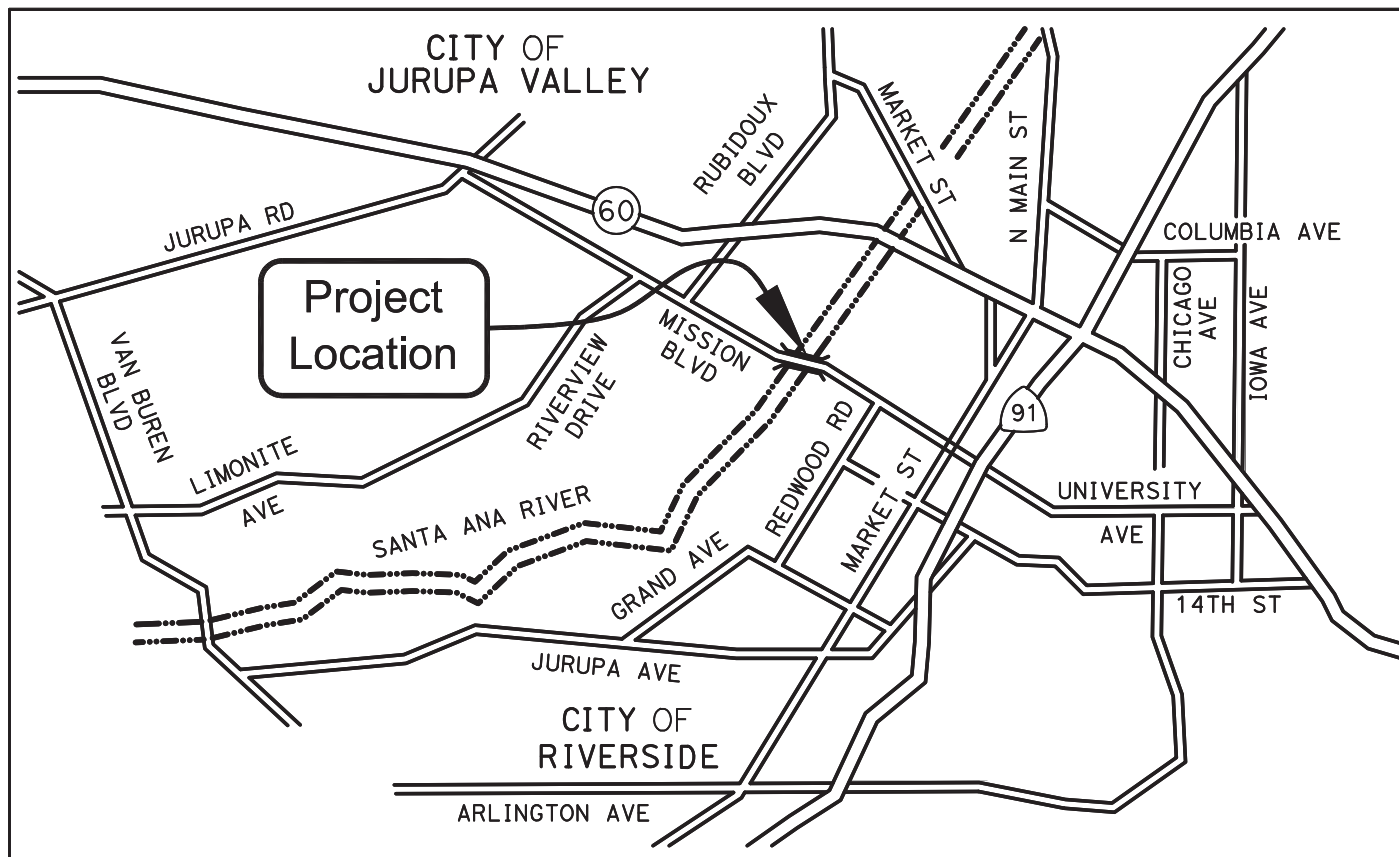 CITY OF
JURUPA VALLEY
MARKET ST
RUBIDOUX
BLVD
N MAIN ST
60
JURUPA RD
COLUMBIA AVE
Project
Location
CHICAGO
AVE
IOWA AVE
MISSION
BLVD
VAN BUREN
BLVD
RIVERVIEW
DRIVE
91
REDWOOD RD
LIMONITE
AVE
MARKET ST
UNIVERSITY
AVE
SANTA ANA RIVER
GRAND AVE
14TH ST
JURUPA AVE
CITY OF
RIVERSIDE
ARLINGTON AVE